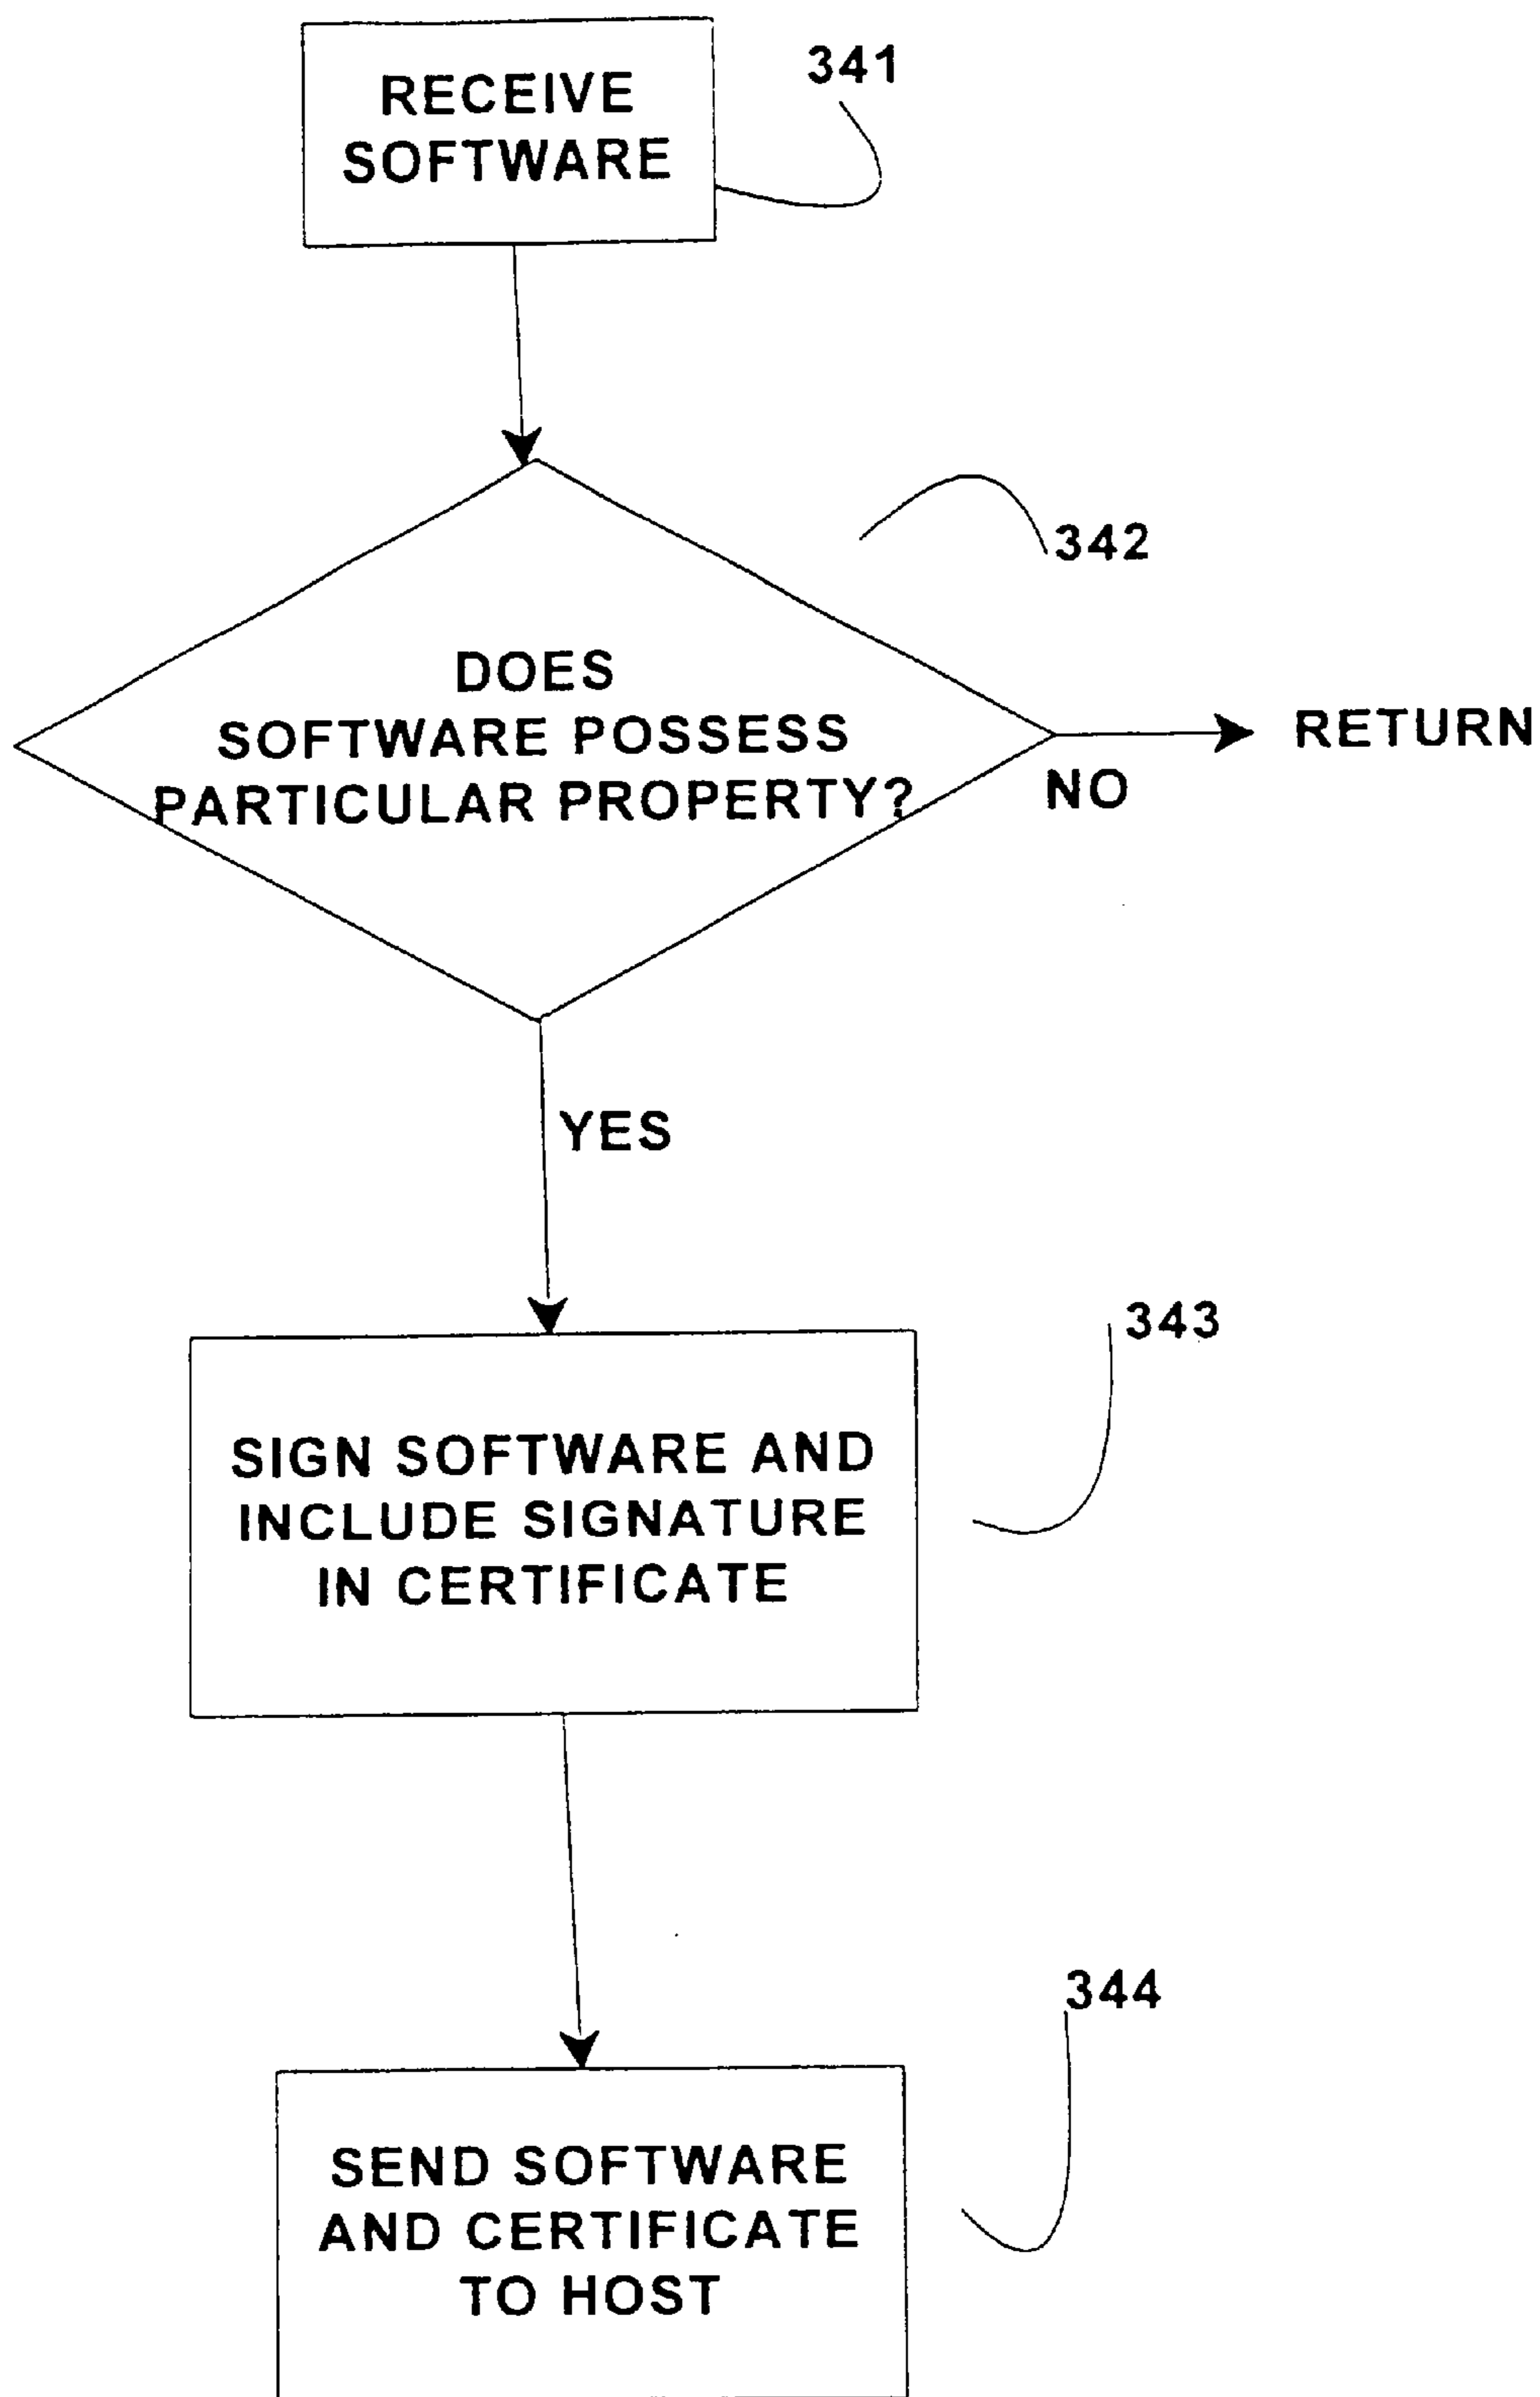 RECEIVE
SOFTWARE
341
342
DOES
SOFTWARE POSSESS
PARTICULAR PROPERTY?
RETURN
NO
YES
343
SIGN SOFTWARE AND
INCLUDE SIGNATURE
IN CERTIFICATE
344
SEND SOFTWARE
AND CERTIFICATE
TO HOST